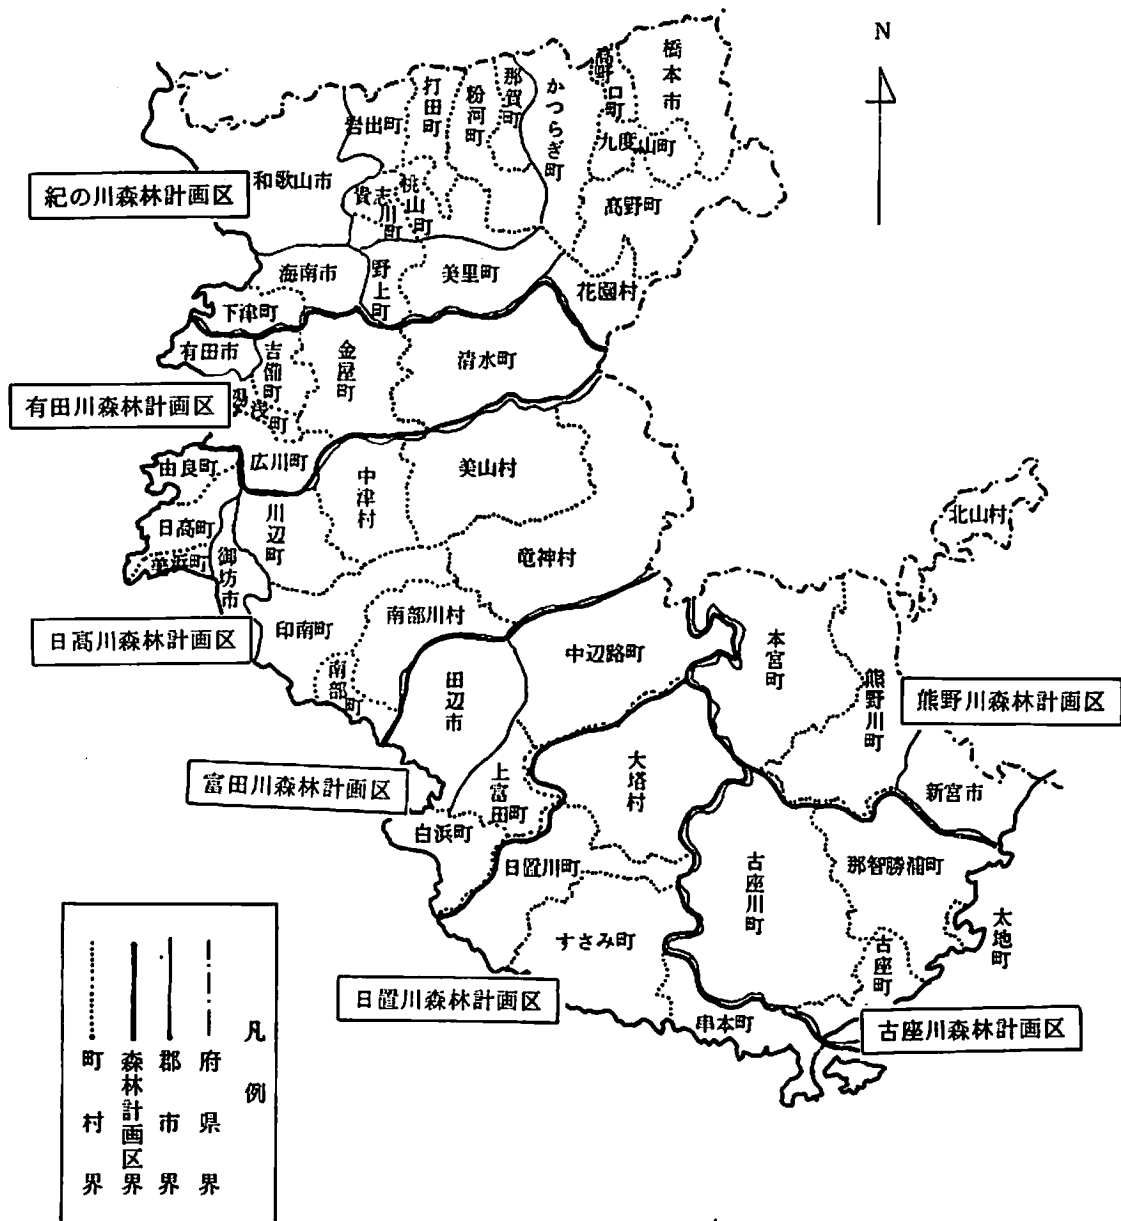 N
橋本市
高野口町
かつらぎ町
那賀町
粉河町
打田町
岩出町
九度山町
和歌山市
紀の川森林計画区
貴志川町
桃山町
高野町
海南市
野上町
美里町
花園村
下津町
有田市
吉備町
金屋町
清水町
有田川森林計画区
広川町
由良町
中津村
美山村
川辺町
日高町
美浜町
御坊市
竜神村
北山村
日高川森林計画区
印南町
南部川村
南部町
田辺市
中辺路町
本宮町
熊野川町
熊野川森林計画区
富田川森林計画区
上富田町
大塔村
新宮市
白浜町
日置川町
古座川町
那智勝浦町
太地町
すさみ町
古座町
日置川森林計画区
串本町
古座川森林計画区
凡例
府県界
郡市界
森林計画区界
町村界